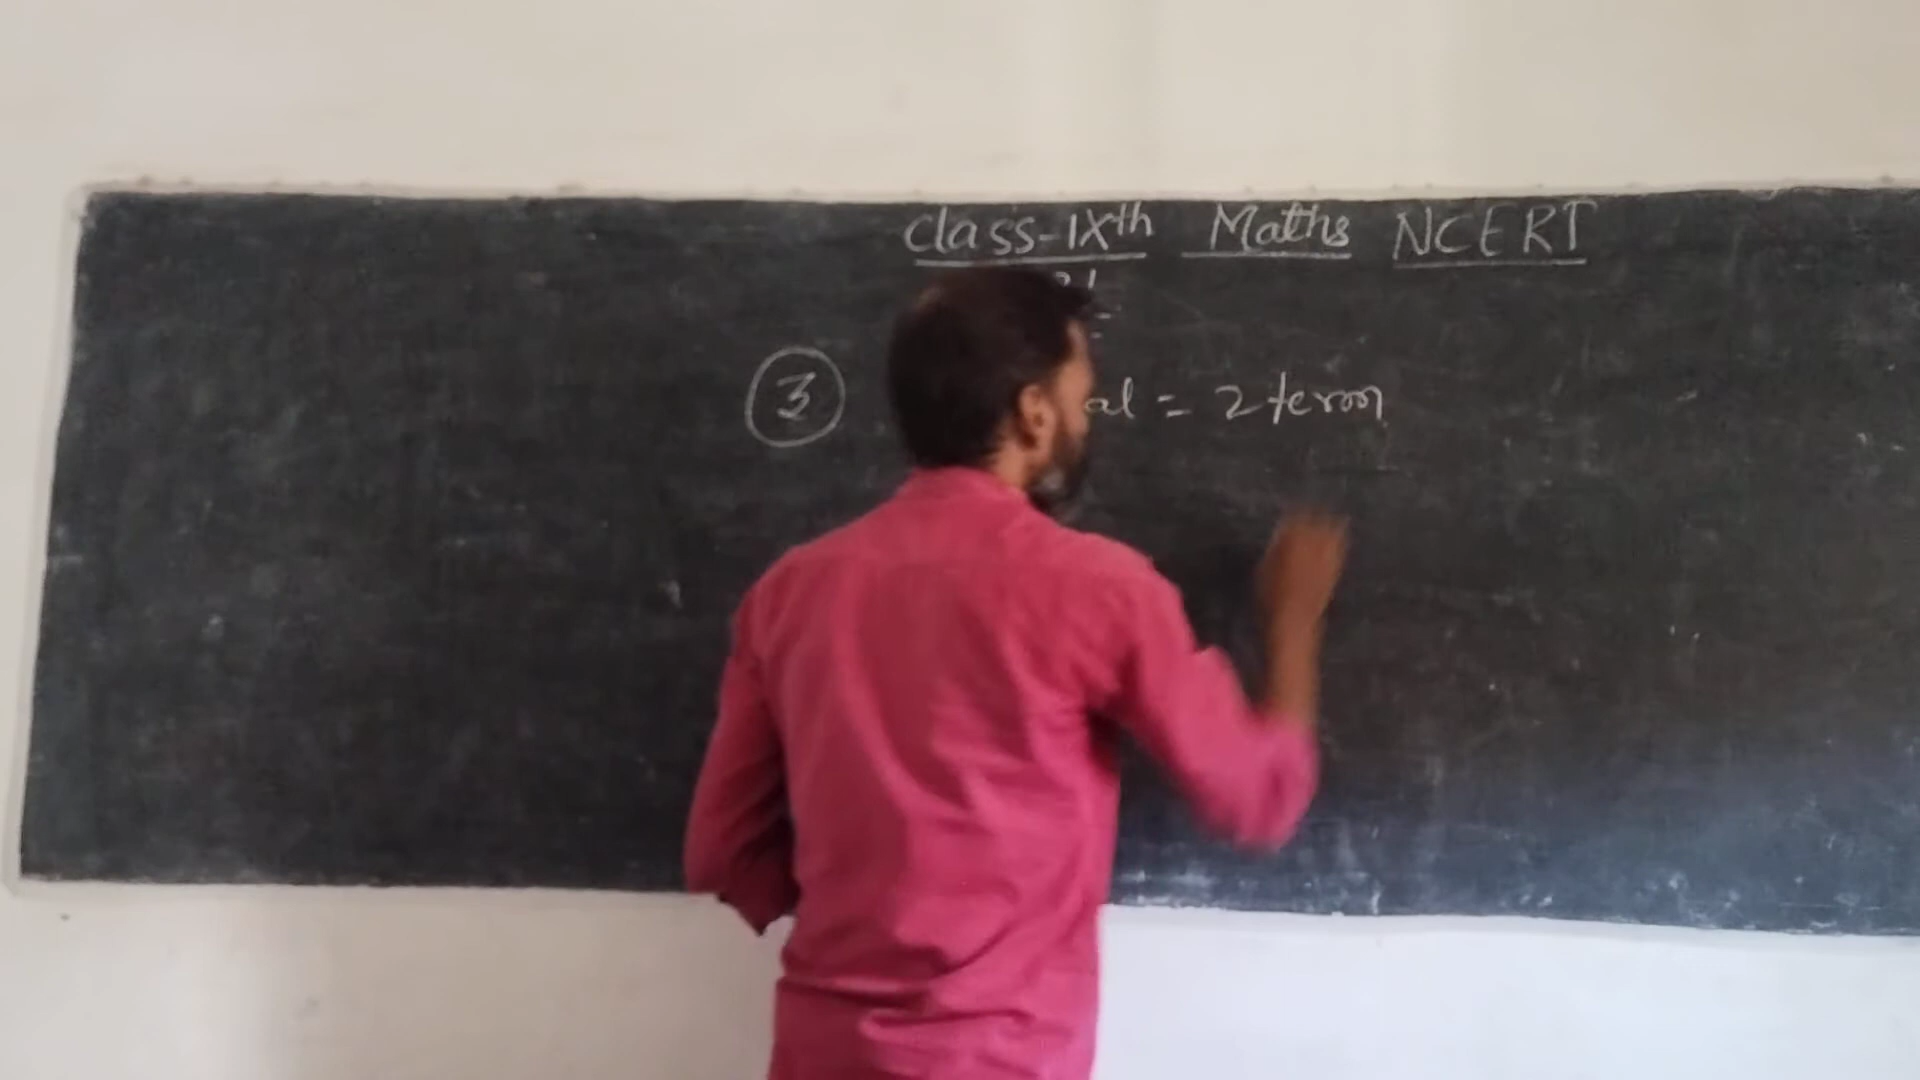 Class-IXth Maths NCERT
3 al = 2 term